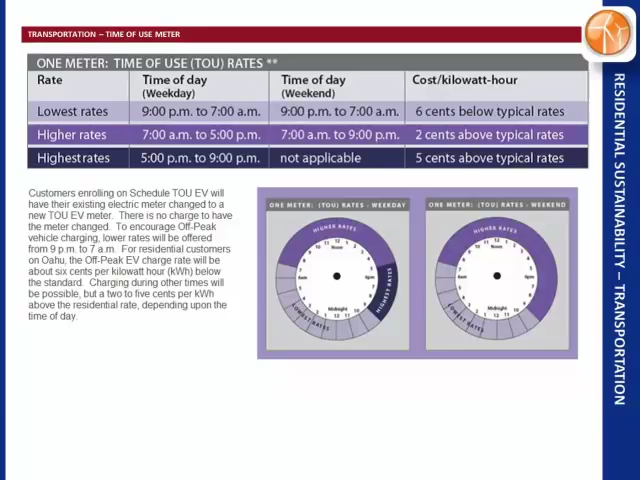 TRANSPORTATION – TIME OF USE METER
ONE METER: TIME OF USE (TOU) RATES **
Rate Time of day (Weekday) Time of day (Weekend) Cost/kilowatt-hour
Lowest rates 9:00 p.m. to 7:00 a.m. 9:00 p.m. to 7:00 a.m. 6 cents below typical rates
Higher rates 7:00 a.m. to 5:00 p.m. 7:00 a.m. to 9:00 p.m. 2 cents above typical rates
Highest rates 5:00 p.m. to 9:00 p.m. not applicable 5 cents above typical rates
Customers enrolling on Schedule TOU EV will
have their existing electric meter changed to a
new TOU EV meter. There is no charge to have
the meter changed. To encourage Off-Peak
vehicle charging, lower rates will be offered
from 9 p.m. to 7 a.m. For residential customers
on Oahu, the Off-Peak EV charge rate will be
about six cents per kilowatt hour (kWh) below
the standard. Charging during other times will
be possible, but a two to five cents per kWh
above the residential rate, depending upon the
time of day.
ONE METER: (TOU) RATES - WEEKDAY
HIGHER RATES
Noon
HIGHEST RATES
Midnight
LOWEST RATES
ONE METER: (TOU) RATES - WEEKEND
HIGHER RATES
Noon
Midnight
LOWEST RATES
RESIDENTIAL SUSTAINABILITY – TRANSPORTATION